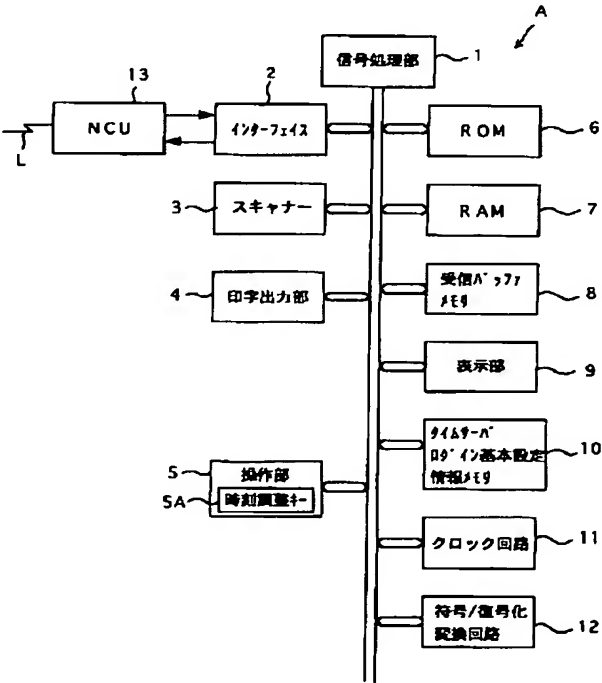 A
信号処理部
1
13
NCU
L
2
インターフェイス
ROM
6
3
スキャナー
RAM
7
4
印字出力部
受信バッファ
メモリ
8
表示部
9
タイムサーバ
ログイン基本設定
情報メモリ
10
5
操作部
5A
時刻調整キー
クロック回路
11
符号/復号化
変換回路
12